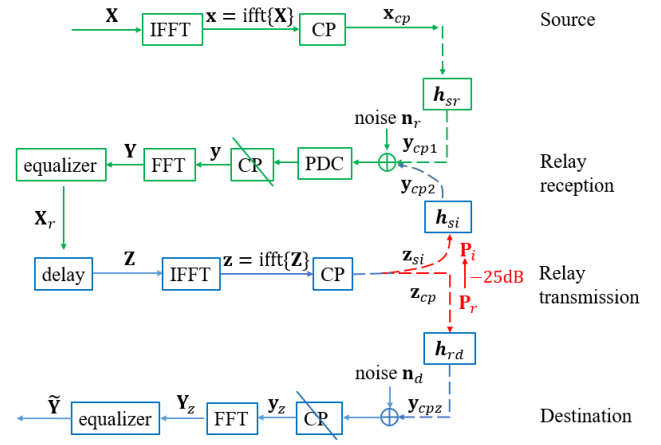 X IFFT x = ifft{X} CP x_cp Source
h_sr
noise n_r
y_cp1
equalizer Y FFT y CP PDC Relay reception
y_cp2
h_si
X_r
delay Z IFFT z = ifft{Z} CP z_si P_i −25dB Relay transmission
z_cp P_r
h_rd
noise n_d
Ỹ equalizer Y_z FFT y_z CP y_cpz Destination